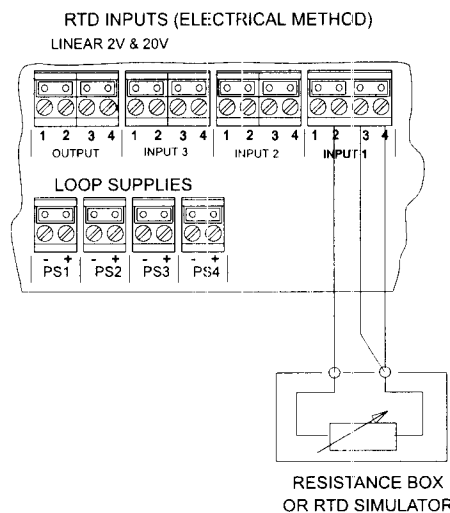 RTD INPUTS (ELECTRICAL METHOD)
LINEAR 2V & 20V
1 2 3 4 1 2 3 4 1 2 3 4 1 2 3 4
OUTPUT INPUT 3 INPUT 2 INPUT 1
LOOP SUPPLIES
- + - + - + - +
PS1 PS2 PS3 PS4
RESISTANCE BOX
OR RTD SIMULATOR